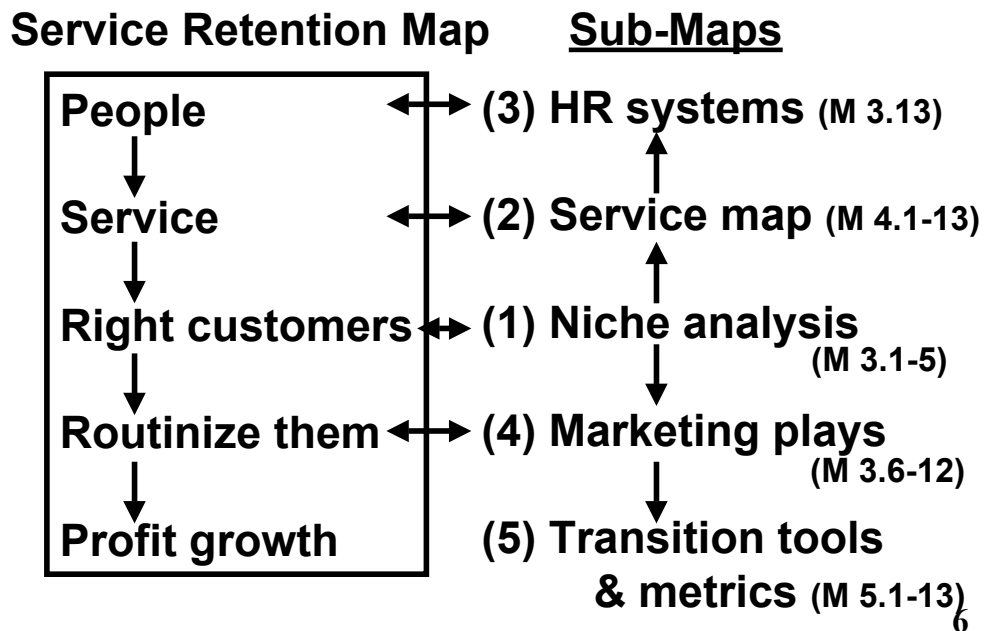 Service Retention Map Sub-Maps
People (3) HR systems (M 3.13)
Service (2) Service map (M 4.1-13)
Right customers (1) Niche analysis
(M 3.1-5)
Routinize them (4) Marketing plays
(M 3.6-12)
Profit growth (5) Transition tools
& metrics (M 5.1-13)
6